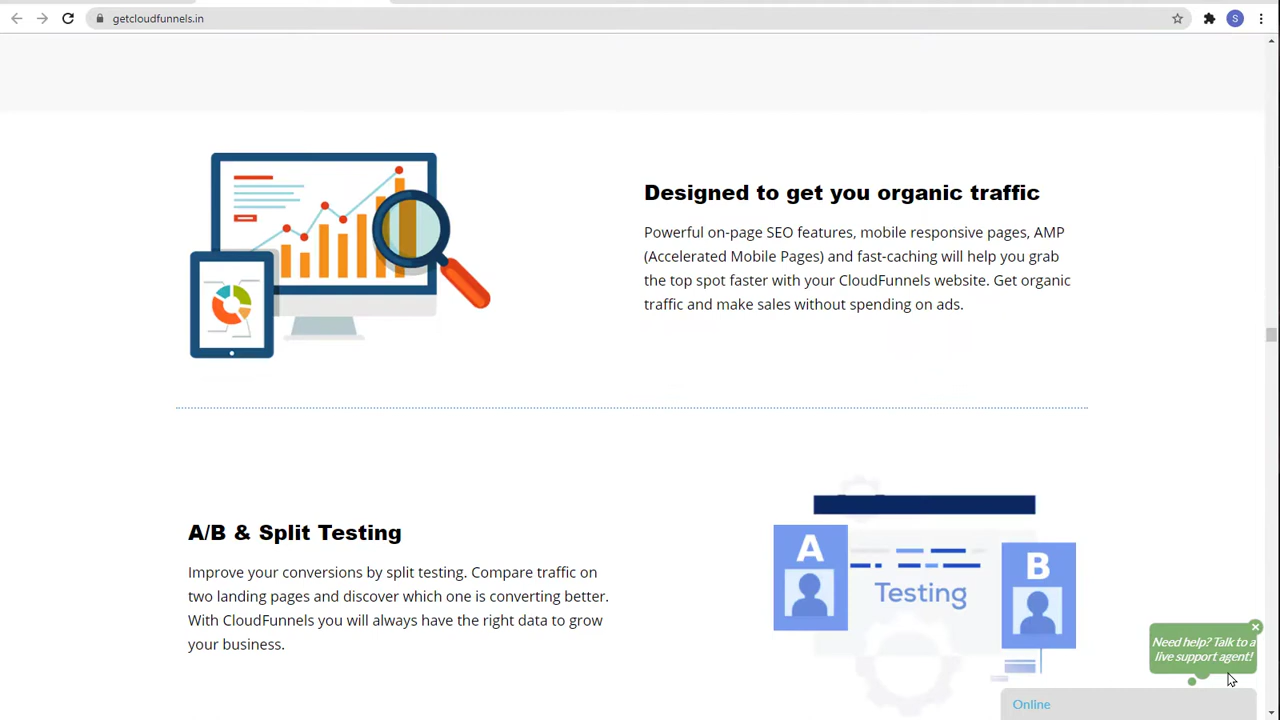 getcloudfunnels.in
S
Designed to get you organic traffic
Powerful on-page SEO features, mobile responsive pages, AMP
(Accelerated Mobile Pages) and fast-caching will help you grab
the top spot faster with your CloudFunnels website. Get organic
traffic and make sales without spending on ads.
A/B & Split Testing
Improve your conversions by split testing. Compare traffic on
two landing pages and discover which one is converting better.
With CloudFunnels you will always have the right data to grow
your business.
A
B
Testing
Need help? Talk to a
live support agent!
Online